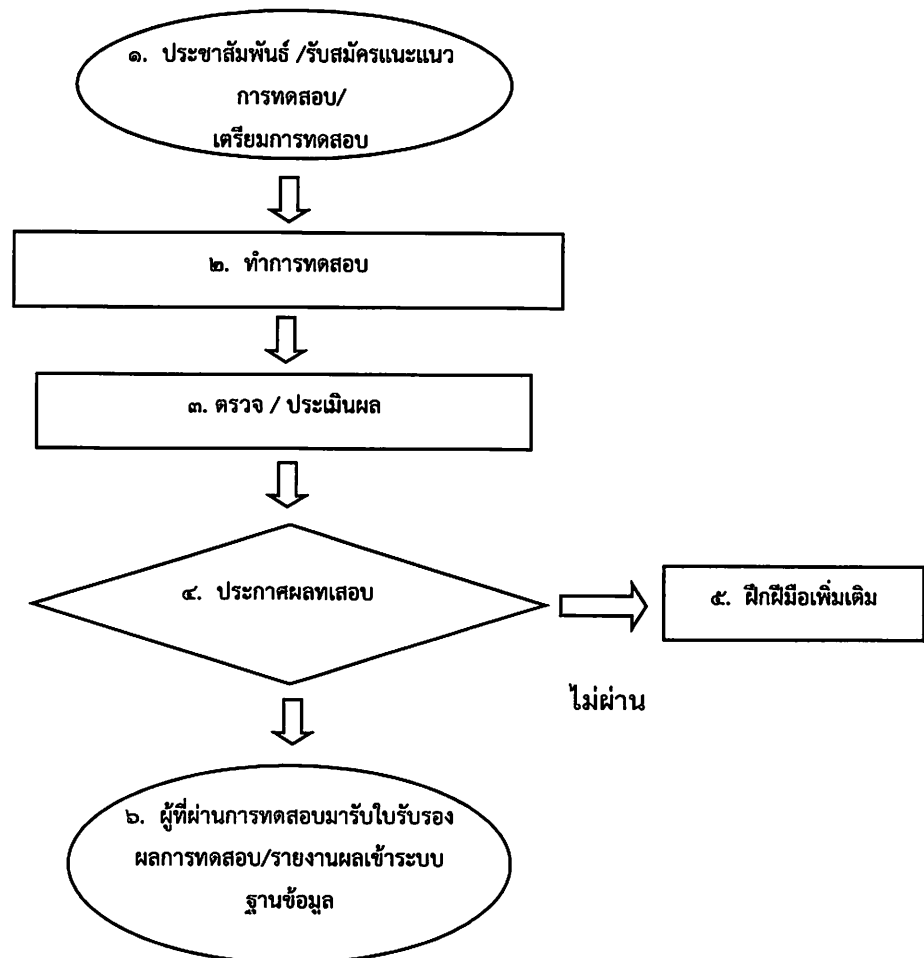 ๑. ประชาสัมพันธ์ /รับสมัครแนะแนว
การทดสอบ/
เตรียมการทดสอบ
๒. ทำการทดสอบ
๓. ตรวจ / ประเมินผล
๔. ประกาศผลทเสอบ
๕. ฝึกฝีมือเพิ่มเติม
ไม่ผ่าน
๖. ผู้ที่ผ่านการทดสอบมารับใบรับรอง
ผลการทดสอบ/รายงานผลเข้าระบบ
ฐานข้อมูล